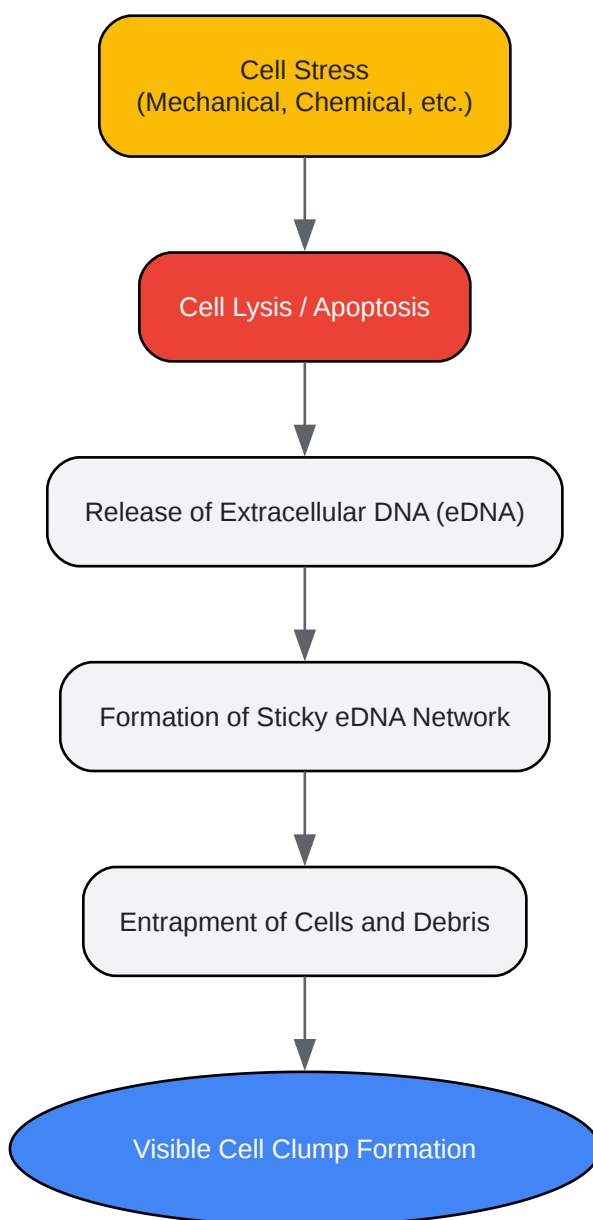 Cell Stress
(Mechanical, Chemical, etc.)
Cell Lysis / Apoptosis
Release of Extracellular DNA (eDNA)
Formation of Sticky eDNA Network
Entrapment of Cells and Debris
Visible Cell Clump Formation